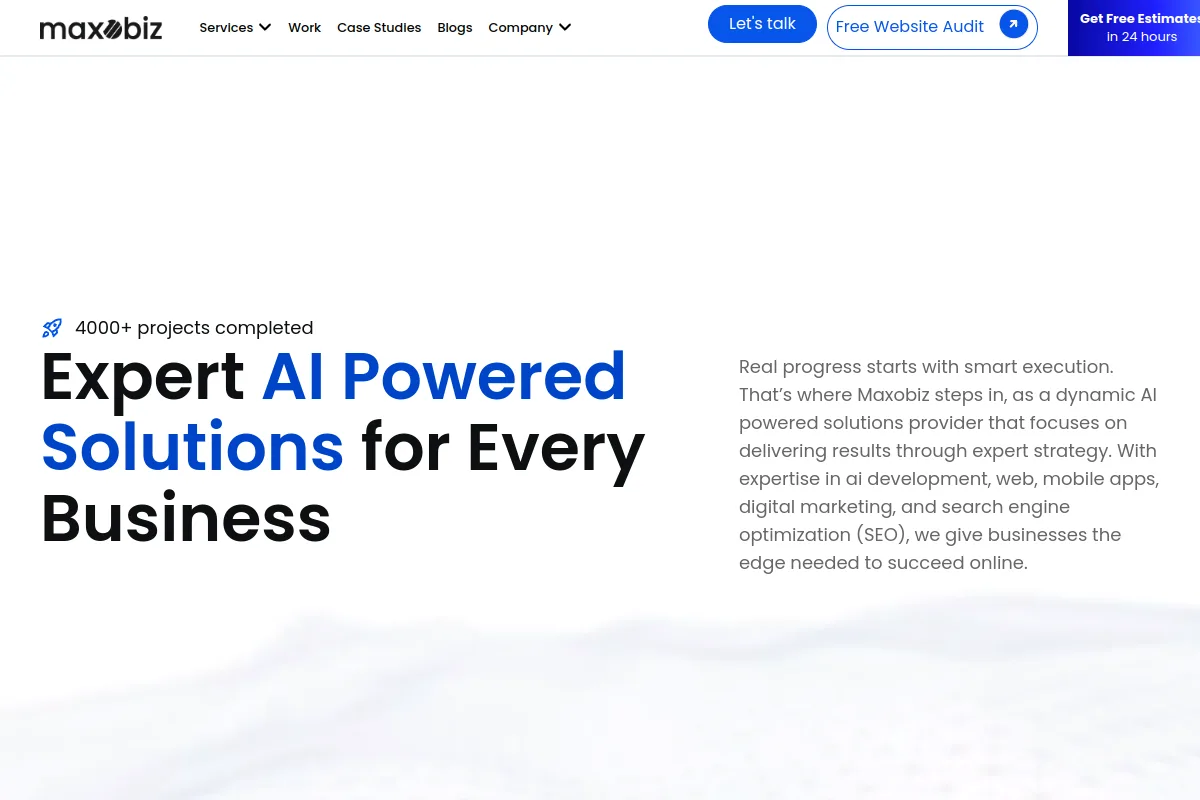 maxobiz
Services Work Case Studies Blogs Company
Let's talk
Free Website Audit
Get Free Estimates
in 24 hours
4000+ projects completed
Expert AI Powered
Solutions for Every
Business
Real progress starts with smart execution.
That’s where Maxobiz steps in, as a dynamic AI
powered solutions provider that focuses on
delivering results through expert strategy. With
expertise in ai development, web, mobile apps,
digital marketing, and search engine
optimization (SEO), we give businesses the
edge needed to succeed online.